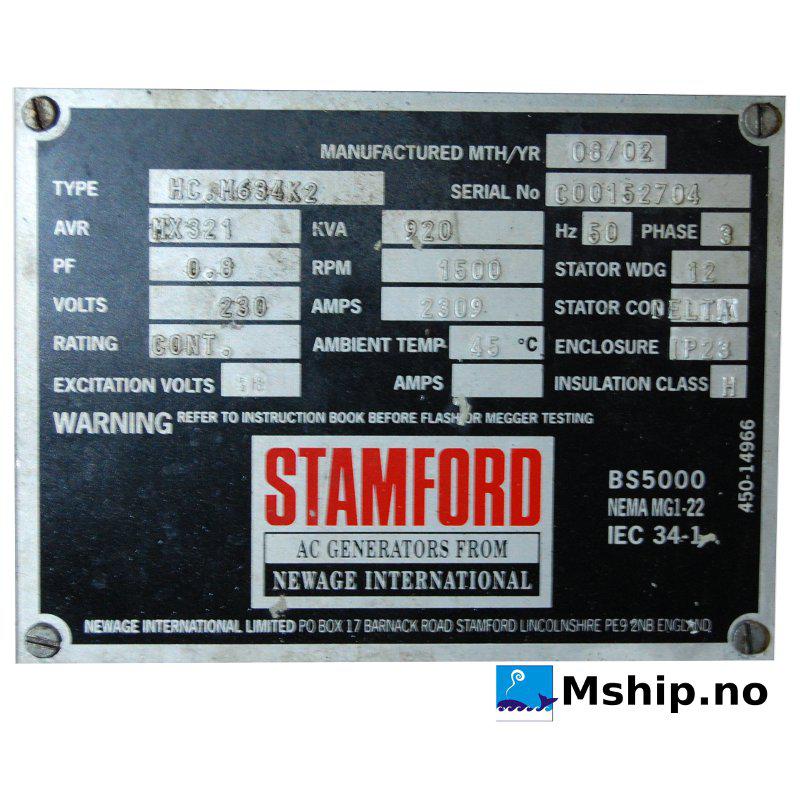 MANUFACTURED MTH/YR 08/02
TYPE HC.M634K2 SERIAL No C00152704
AVR MX321 KVA 920 Hz 50 PHASE 3
PF 0.8 RPM 1500 STATOR WDG 12
VOLTS 230 AMPS 2309 STATOR CON DELTA
RATING CONT. AMBIENT TEMP 45 °C ENCLOSURE IP23
EXCITATION VOLTS AMPS INSULATION CLASS H
WARNING REFER TO INSTRUCTION BOOK BEFORE FLASH OR MEGGER TESTING
STAMFORD
AC GENERATORS FROM
NEWAGE INTERNATIONAL
BS5000
NEMA MG1-22
IEC 34-1
450-14966
NEWAGE INTERNATIONAL LIMITED PO BOX 17 BARNACK ROAD STAMFORD LINCOLNSHIRE PE9 2NB ENGLAND
Mship.no